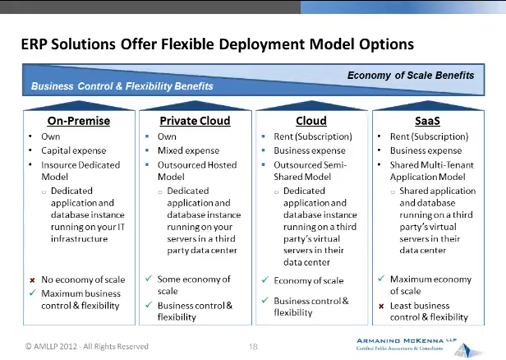 ERP Solutions Offer Flexible Deployment Model Options
Economy of Scale Benefits
Business Control & Flexibility Benefits
On-Premise
• Own
• Capital expense
• Insource Dedicated
Model
o Dedicated
application and
database instance
running on your IT
infrastructure
✘ No economy of scale
✓ Maximum business
control & flexibility
Private Cloud
▪ Own
▪ Mixed expense
▪ Outsourced Hosted
Model
o Dedicated
application and
database instance
running on your
servers in a third
party data center
✓ Some economy of
scale
✓ Business control &
flexibility
Cloud
▪ Rent (Subscription)
▪ Business expense
▪ Outsourced Semi-
Shared Model
o Dedicated
application and
database instance
running on a third
party's virtual
servers in their
data center
✓ Economy of scale
✓ Business control &
flexibility
SaaS
• Rent (Subscription)
• Business expense
• Shared Multi-Tenant
Application Model
o Shared application
and database
running on a third
party's virtual
servers in their
data center
✓ Maximum economy
of scale
✘ Least business
control & flexibility
© AMLLP 2012 - All Rights Reserved
18
ARMANINO MCKENNA LLP
Certified Public Accountants & Consultants